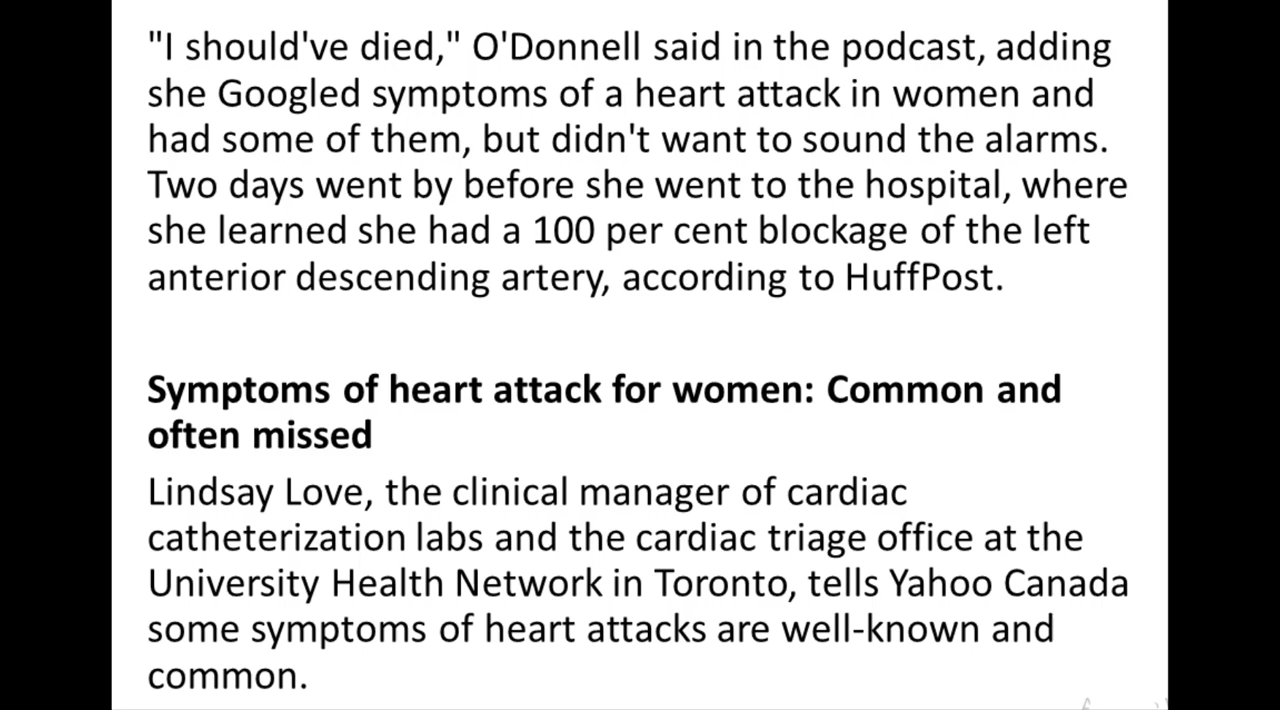 "I should've died," O'Donnell said in the podcast, adding
she Googled symptoms of a heart attack in women and
had some of them, but didn't want to sound the alarms.
Two days went by before she went to the hospital, where
she learned she had a 100 per cent blockage of the left
anterior descending artery, according to HuffPost.
Symptoms of heart attack for women: Common and
often missed
Lindsay Love, the clinical manager of cardiac
catheterization labs and the cardiac triage office at the
University Health Network in Toronto, tells Yahoo Canada
some symptoms of heart attacks are well-known and
common.